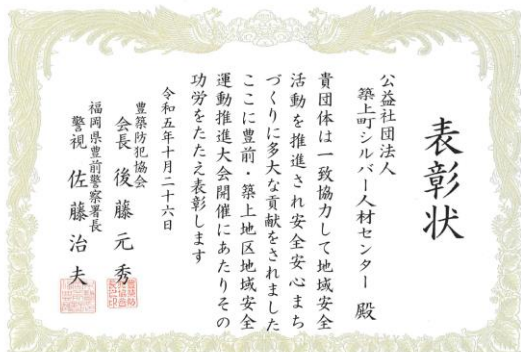 表彰状
公益社団法人
築上町シルバー人材センター 殿
貴団体は一致協力して地域安全
活動を推進され安全安心まち
づくりに多大な貢献をされました
ここに豊前・築上地区地域安全
運動推進大会開催にあたりその
功労をたたえ表彰します
令和五年十月二十六日
豊築防犯協会
会長 後藤元秀
福岡県豊前警察署長
警視 佐藤治夫